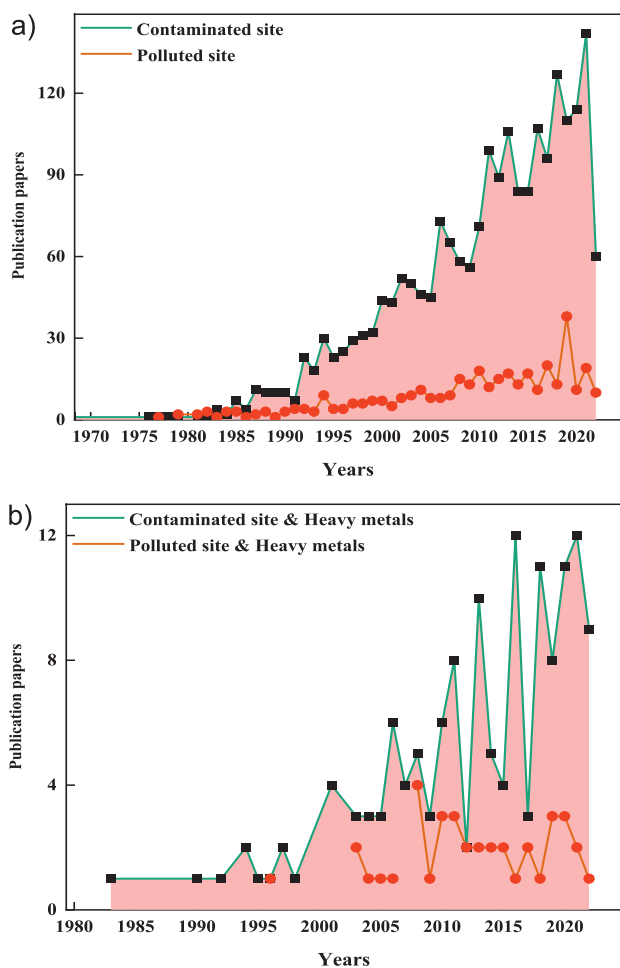 a)
Contaminated site
Polluted site
120
90
60
30
0
1970 1975 1980 1985 1990 1995 2000 2005 2010 2015 2020
Publication papers
Years
b)
Contaminated site & Heavy metals
Polluted site & Heavy metals
12
8
4
0
1980 1985 1990 1995 2000 2005 2010 2015 2020
Publication papers
Years